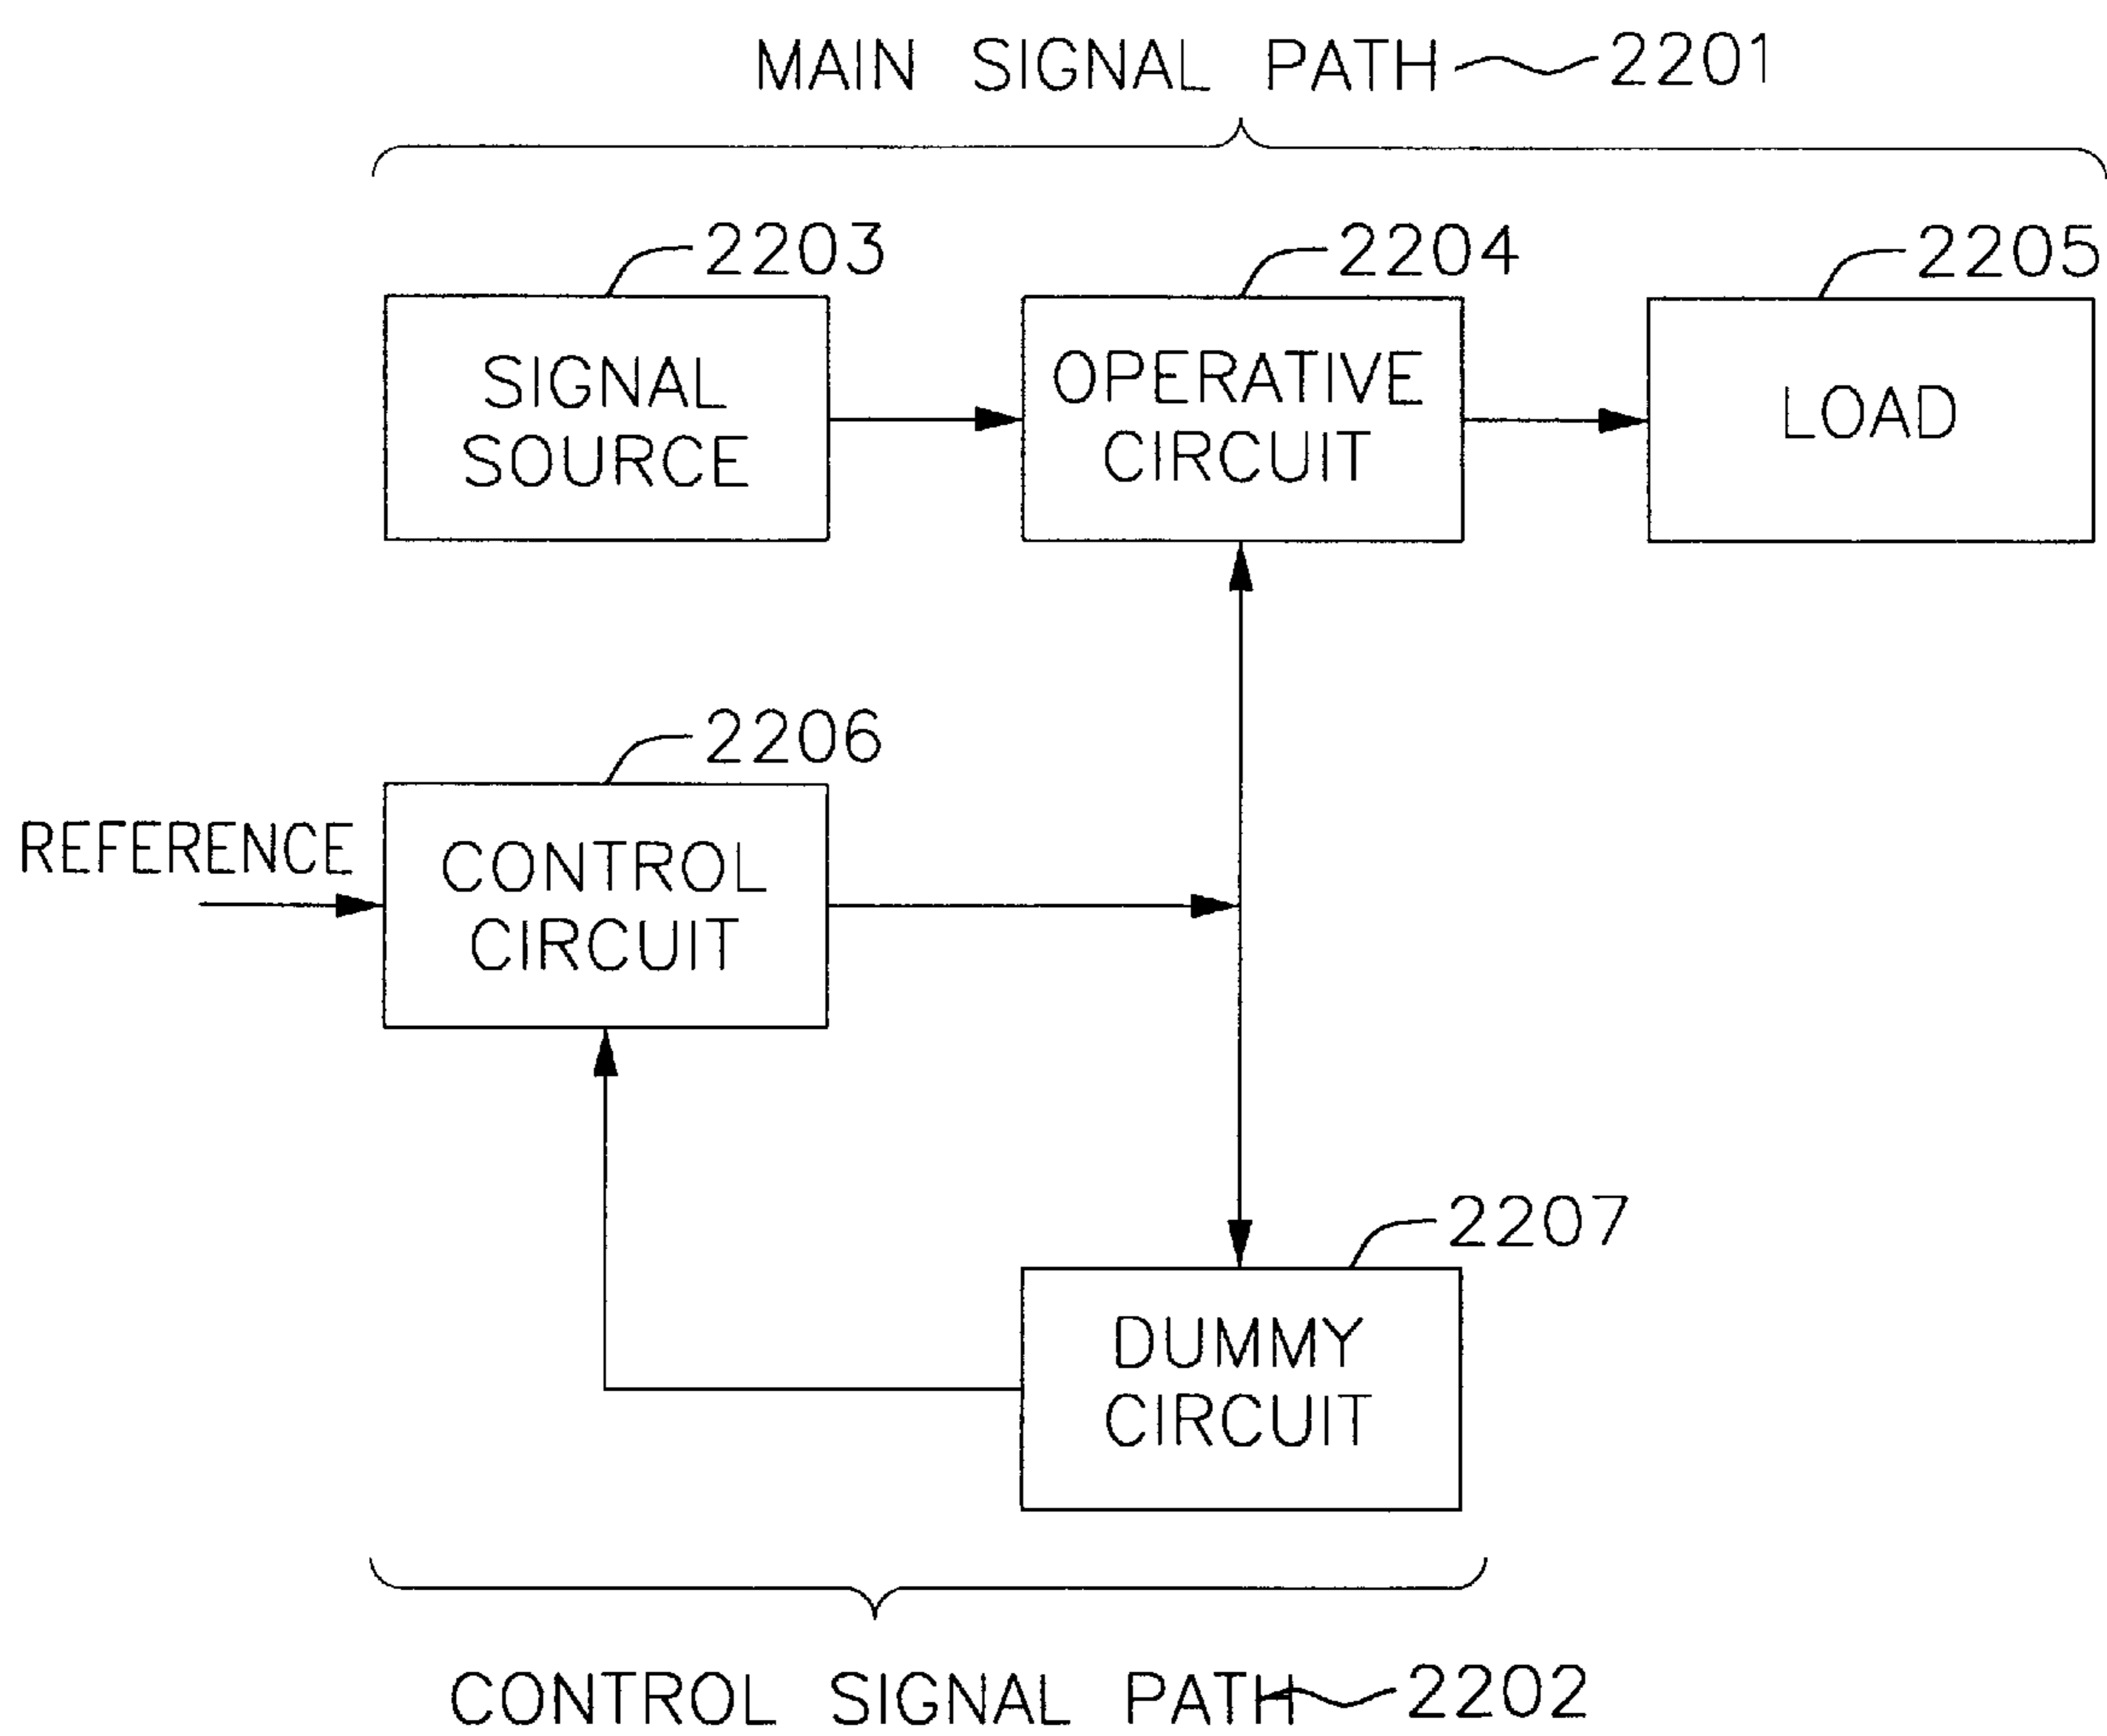 MAIN SIGNAL PATH 2201
2203
2204
2205
SIGNAL
SOURCE
OPERATIVE
CIRCUIT
LOAD
2206
REFERENCE
CONTROL
CIRCUIT
2207
DUMMY
CIRCUIT
CONTROL SIGNAL PATH 2202